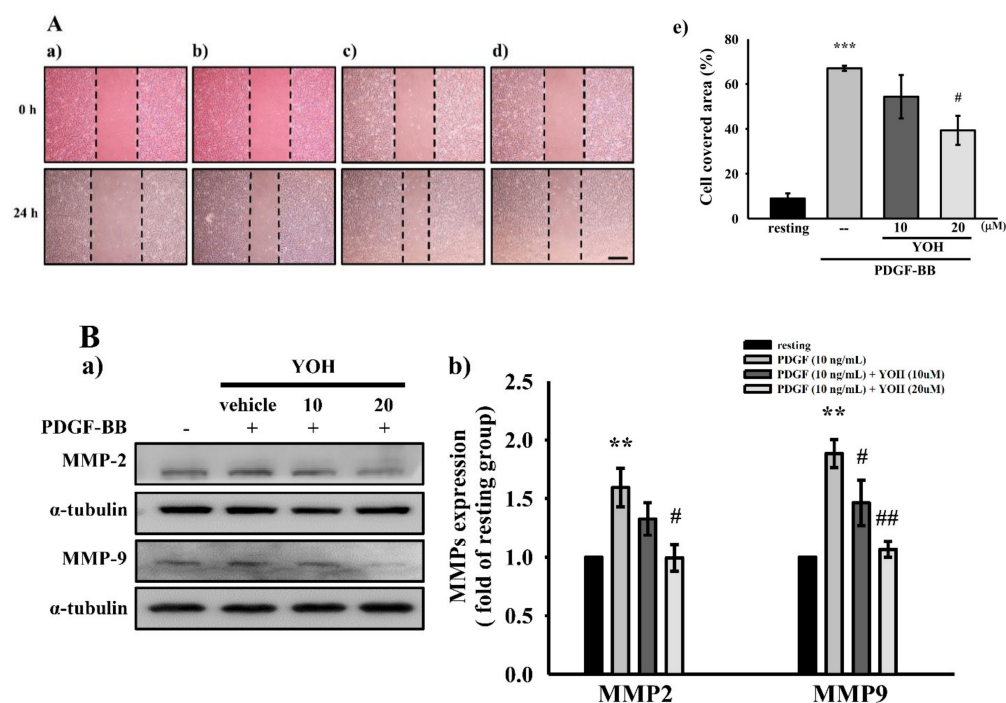 A
a) b) c) d)
0 h
24 h
e)
Cell covered area (%)
80
60
40
20
0
***
#
resting -- 10 20 (μM)
YOH
PDGF-BB
B
a)
YOH
vehicle 10 20
PDGF-BB - + + +
MMP-2
α-tubulin
MMP-9
α-tubulin
b)
resting
PDGF (10 ng/mL)
PDGF (10 ng/mL) + YOH (10uM)
PDGF (10 ng/mL) + YOH (20uM)
MMPs expression
( fold of resting group)
2.5
2.0
1.5
1.0
0.5
0.0
** # ** # ##
MMP2 MMP9